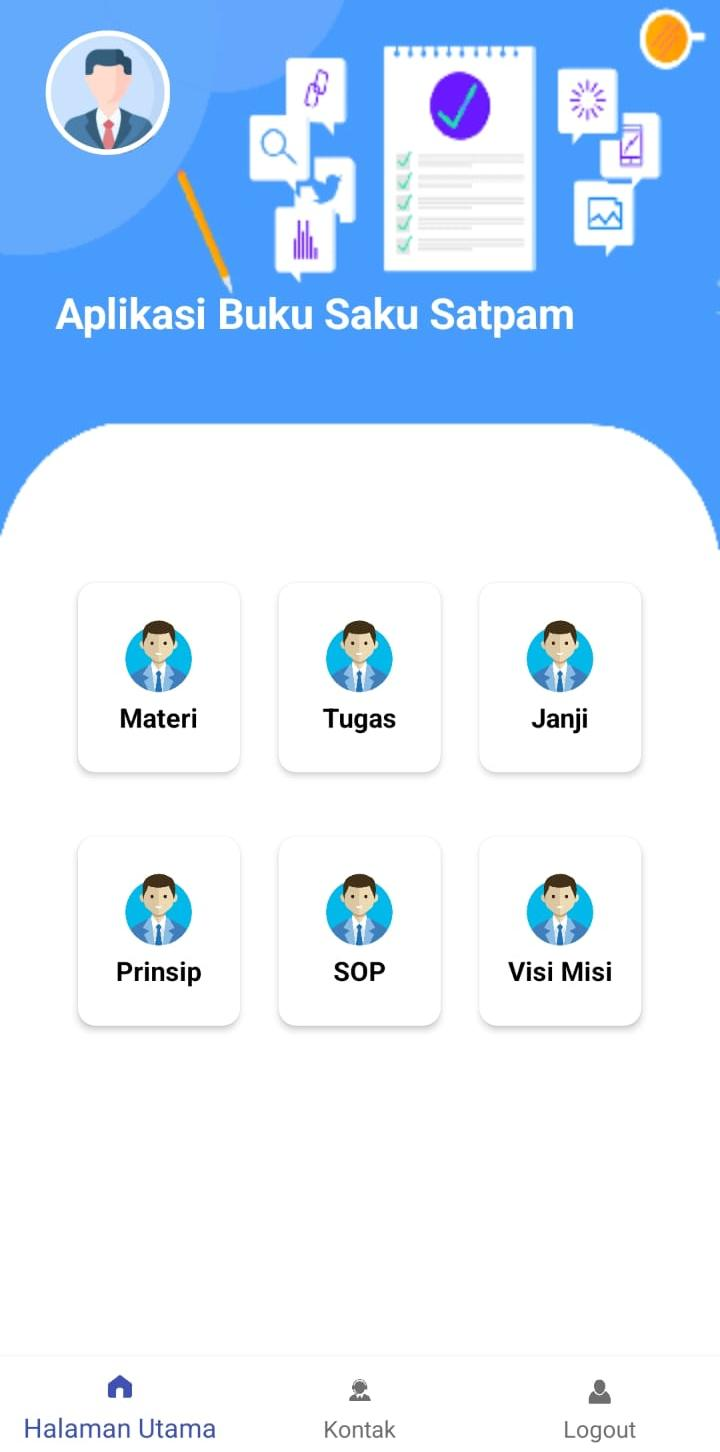 Aplikasi Buku Saku Satpam
Materi
Tugas
Janji
Prinsip
SOP
Visi Misi
Halaman Utama
Kontak
Logout